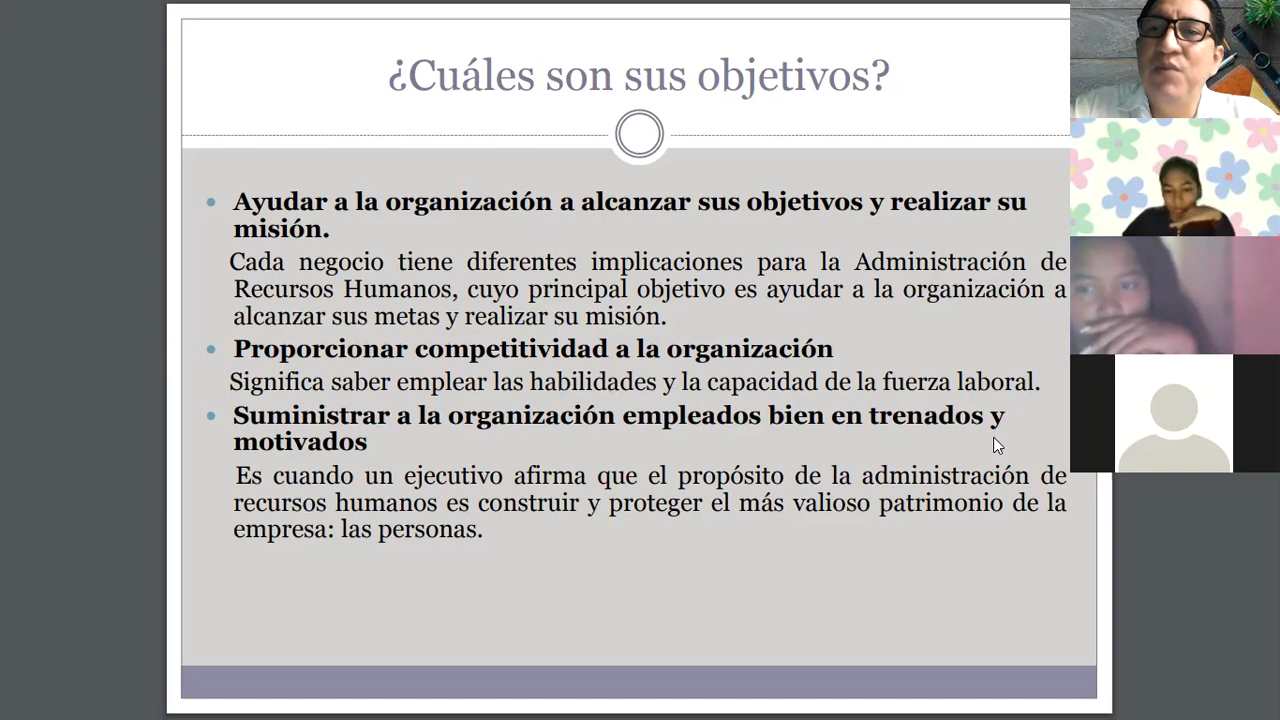 ¿Cuáles son sus objetivos?
Ayudar a la organización a alcanzar sus objetivos y realizar su
misión.
Cada negocio tiene diferentes implicaciones para la Administración de
Recursos Humanos, cuyo principal objetivo es ayudar a la organización a
alcanzar sus metas y realizar su misión.
Proporcionar competitividad a la organización
Significa saber emplear las habilidades y la capacidad de la fuerza laboral.
Suministrar a la organización empleados bien en trenados y
motivados
Es cuando un ejecutivo afirma que el propósito de la administración de
recursos humanos es construir y proteger el más valioso patrimonio de la
empresa: las personas.